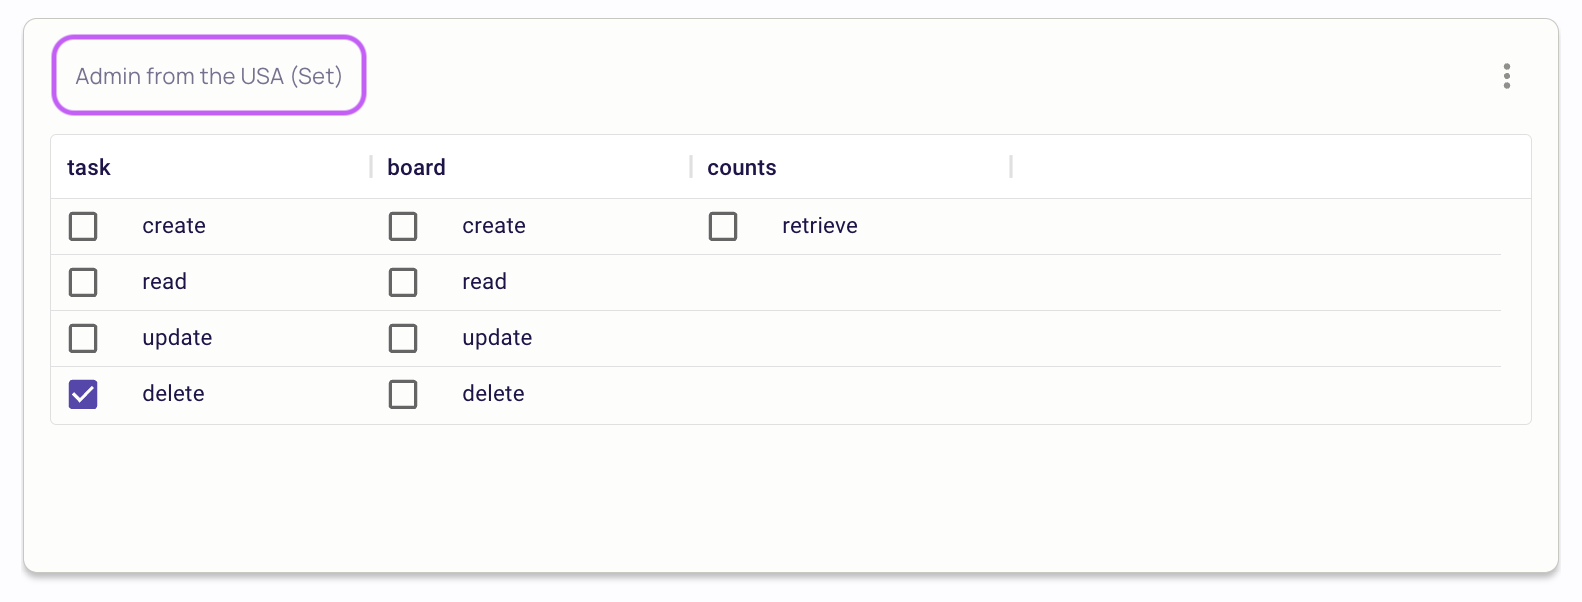 Admin from the USA (Set)
task board counts
create create retrieve
read read
update update
delete delete